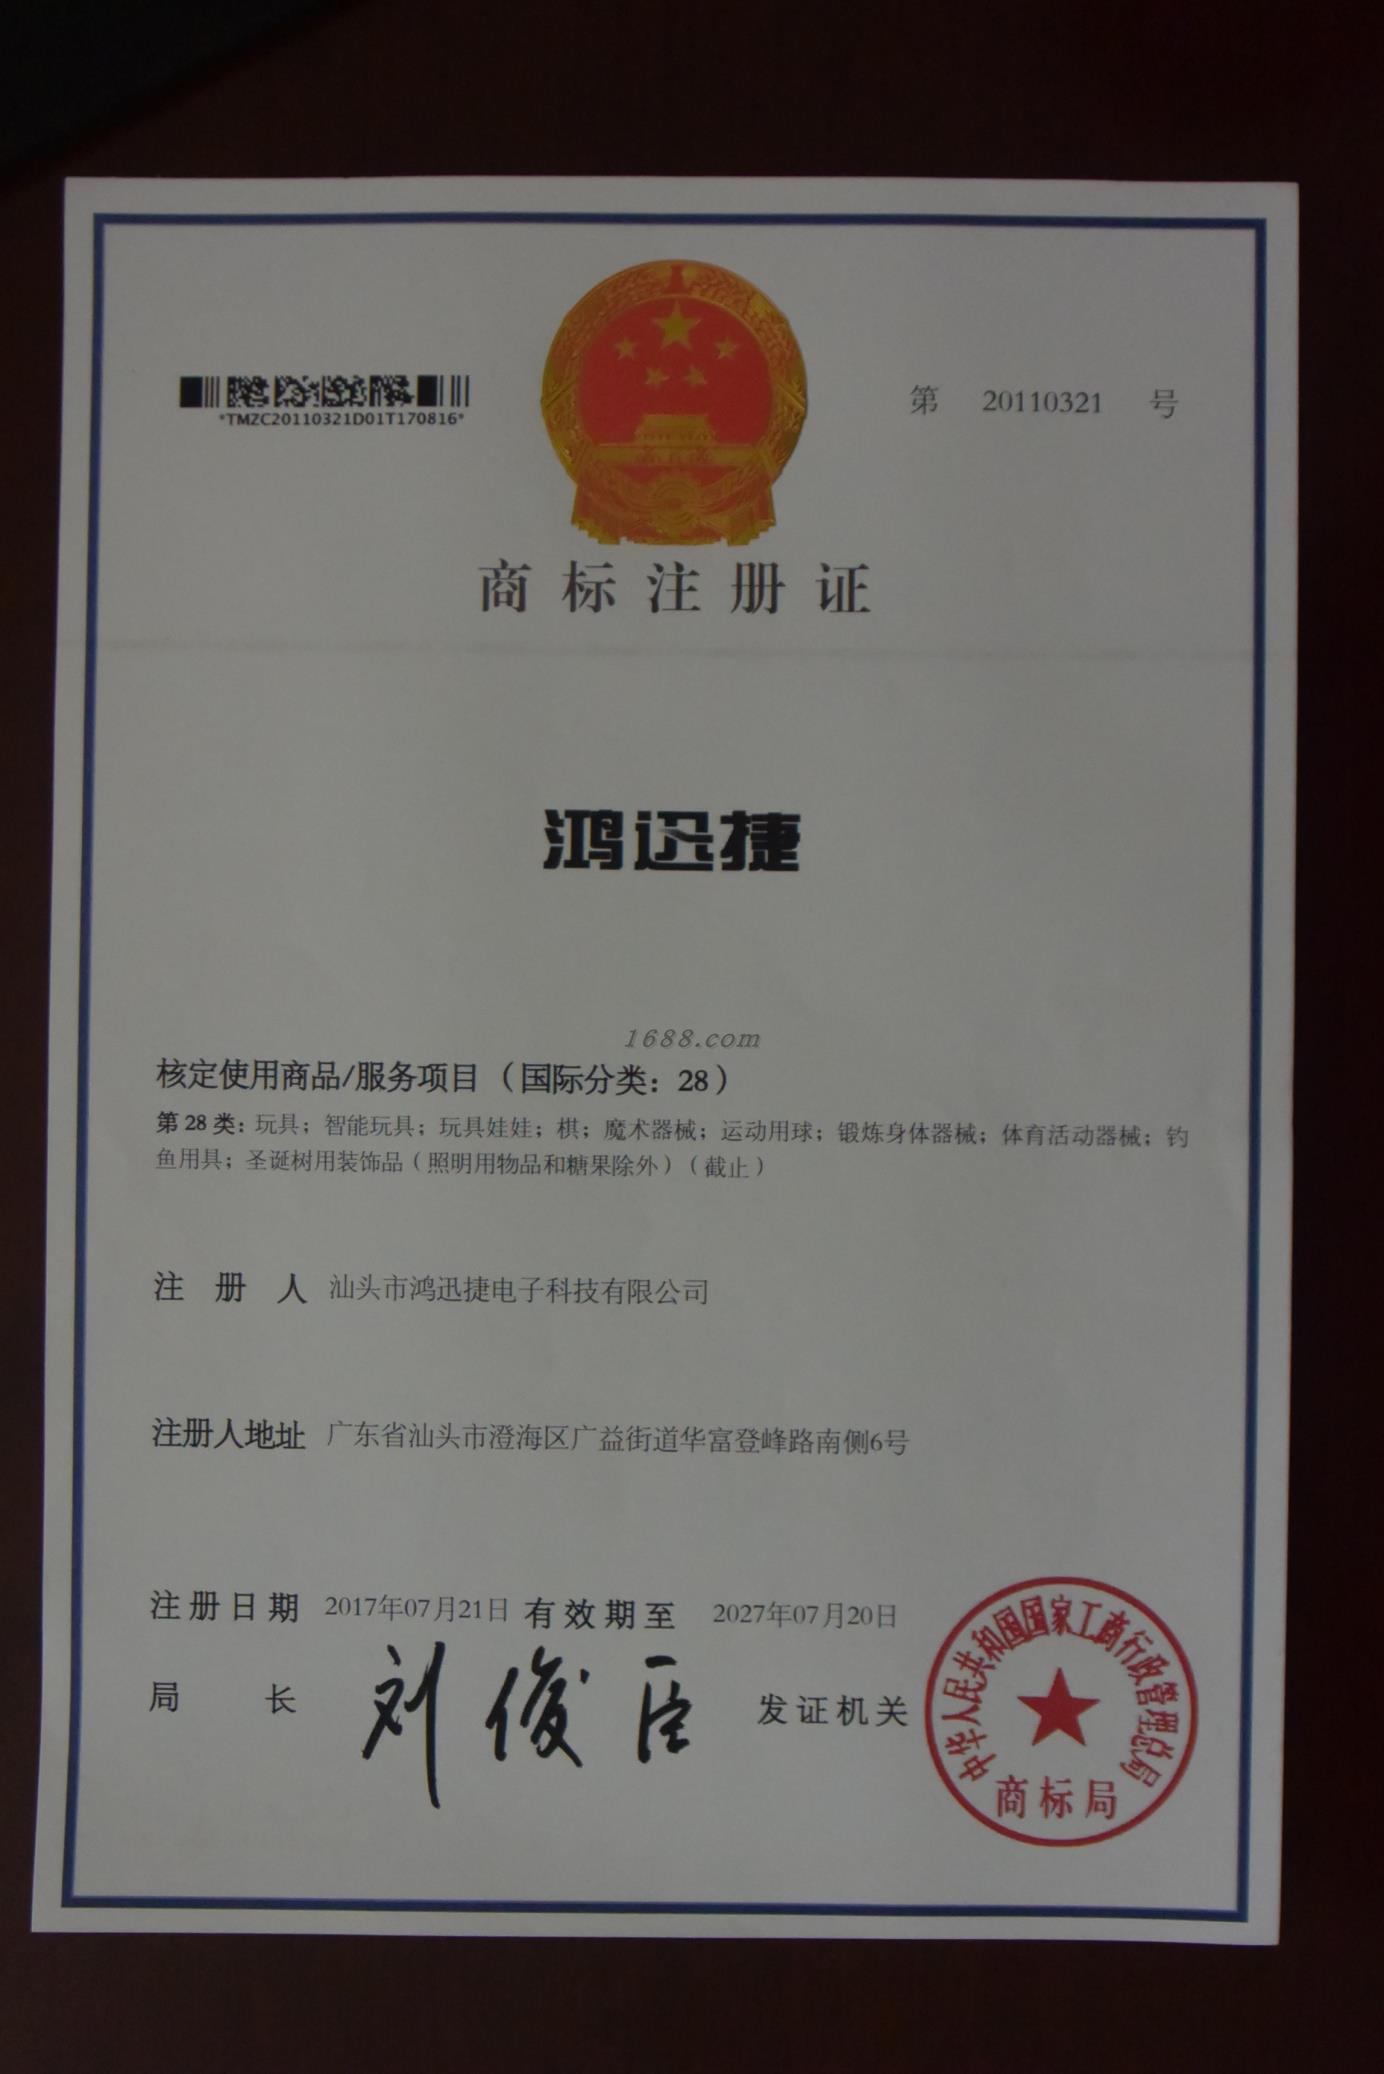 *TMZC20110321D01T170816*
第 20110321 号
商标注册证
鸿迅捷
1688.com
核定使用商品/服务项目（国际分类：28）
第28类：玩具；智能玩具；玩具娃娃；棋；魔术器械；运动用球；锻炼身体器械；体育活动器械；钓
鱼用具；圣诞树用装饰品（照明用物品和糖果除外）（截止）
注册人 汕头市鸿迅捷电子科技有限公司
注册人地址 广东省汕头市澄海区广益街道华富登峰路南侧6号
注册日期 2017年07月21日 有效期至 2027年07月20日
局长 刘俊臣 发证机关
中华人民共和国国家工商行政管理总局
商标局